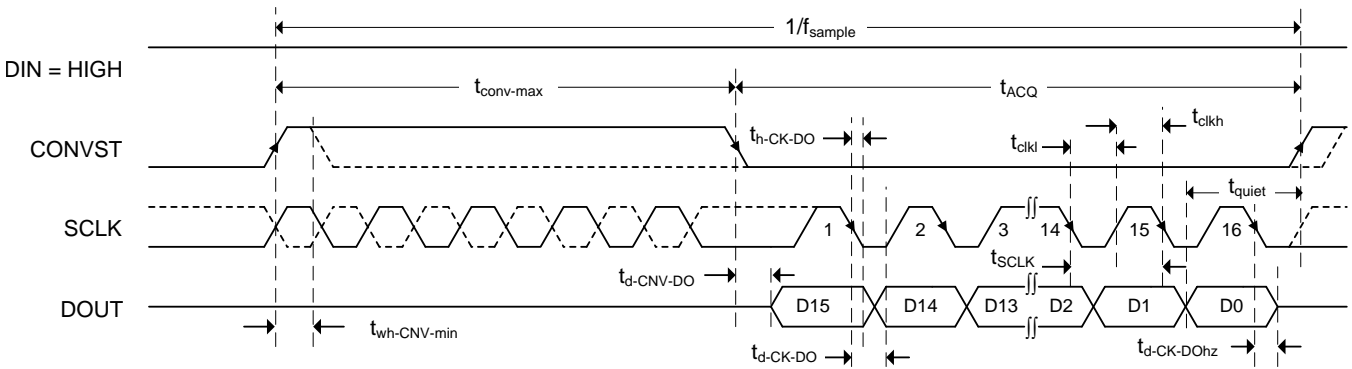 1/fsample
DIN = HIGH
tconv-max
tACQ
CONVST
th-CK-DO
tclkl
tclkh
tquiet
SCLK
1 2 3 14 15 16
tSCLK
td-CNV-DO
DOUT
D15 D14 D13 D2 D1 D0
twh-CNV-min
td-CK-DO
td-CK-DOhz